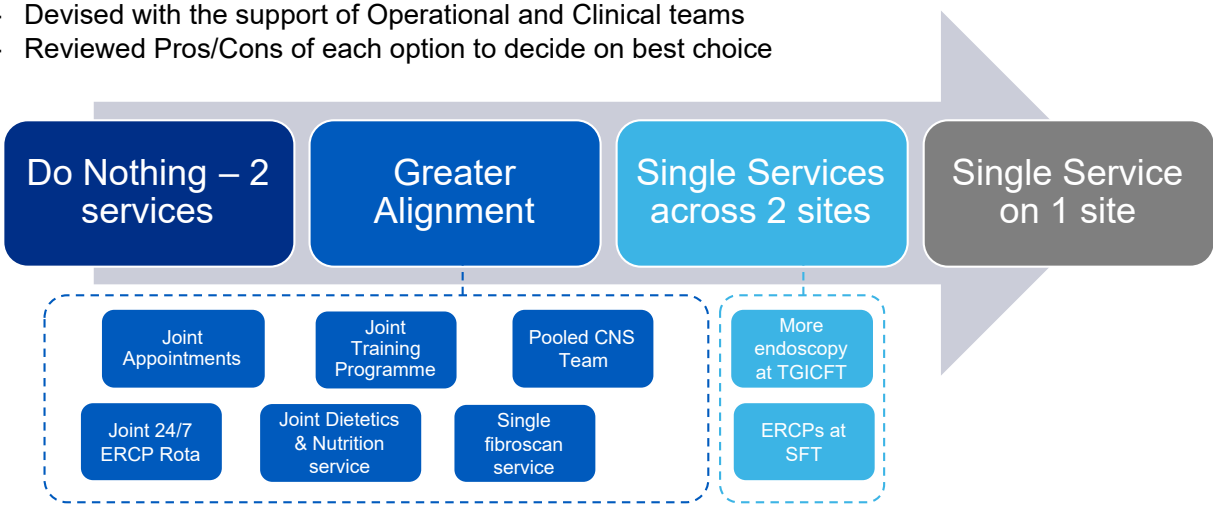 Devised with the support of Operational and Clinical teams
Reviewed Pros/Cons of each option to decide on best choice
Do Nothing – 2
services
Greater
Alignment
Single Services
across 2 sites
Single Service
on 1 site
Joint
Appointments
Joint
Training
Programme
Pooled CNS
Team
More
endoscopy
at TGICFT
Joint 24/7
ERCP Rota
Joint Dietetics
& Nutrition
service
Single
fibroscan
service
ERCPs at
SFT